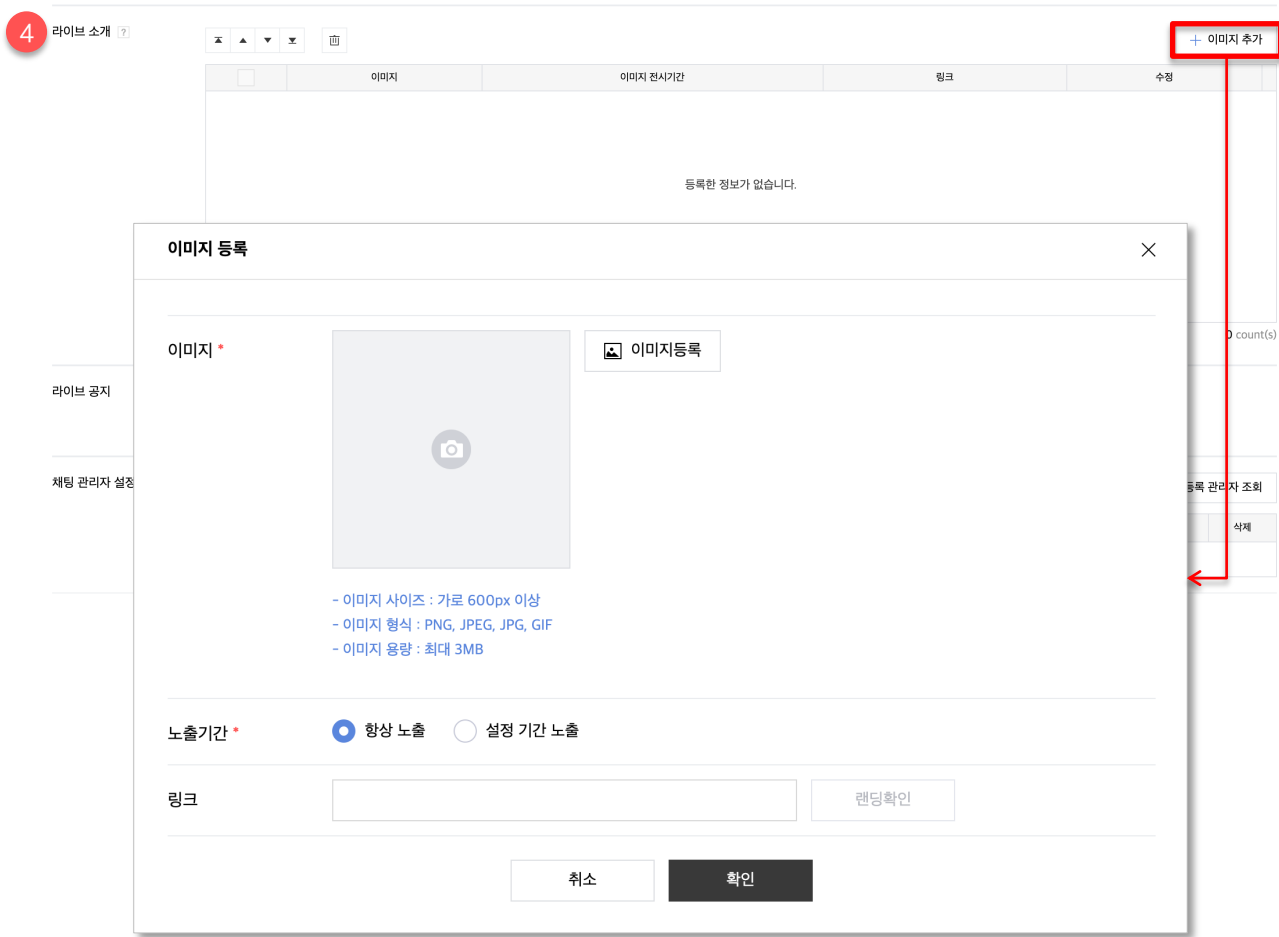 4
라이브 소개 ?
+ 이미지 추가
이미지 이미지 전시기간 링크 수정
등록한 정보가 없습니다.
0 count(s)
라이브 공지
채팅 관리자 설정
등록 관리자 조회
삭제
이미지 등록
이미지 *
이미지등록
- 이미지 사이즈 : 가로 600px 이상
- 이미지 형식 : PNG, JPEG, JPG, GIF
- 이미지 용량 : 최대 3MB
노출기간 *
항상 노출 설정 기간 노출
링크
랜딩확인
취소 확인